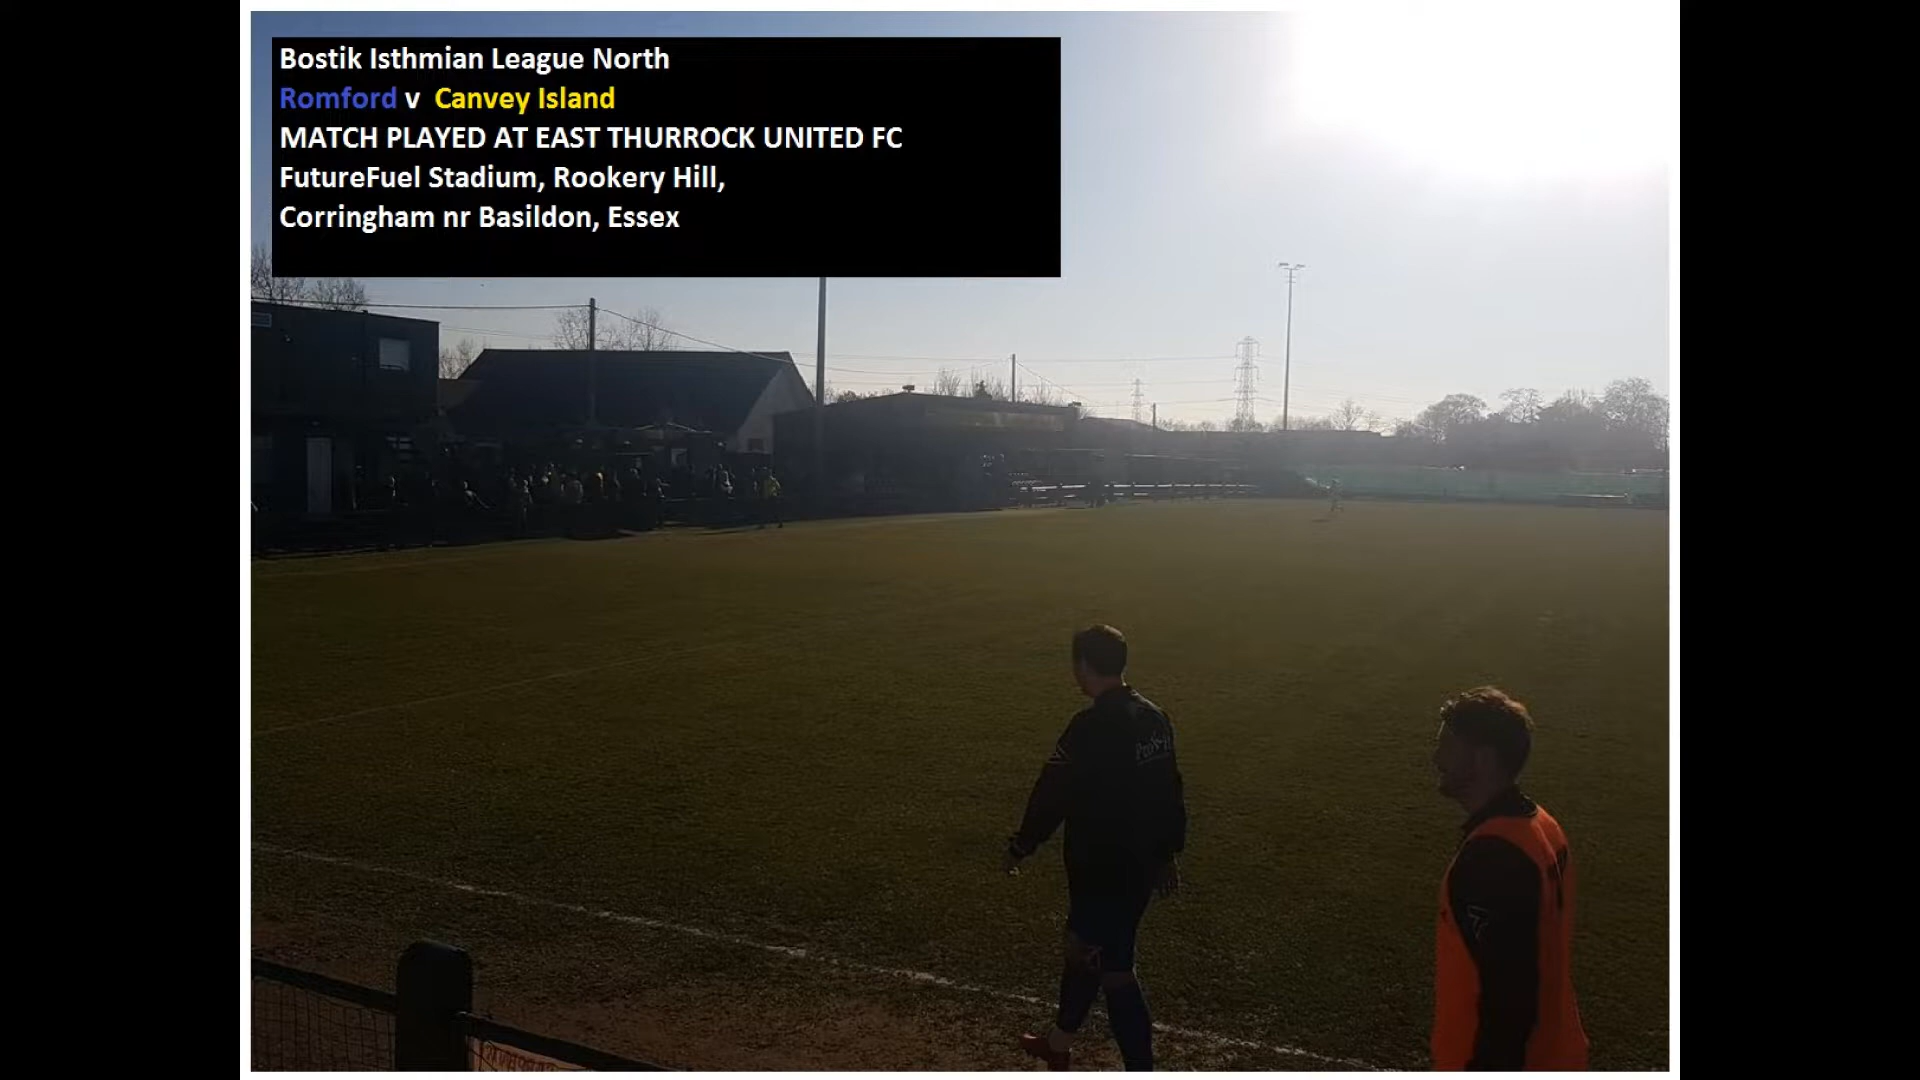 Bostik Isthmian League North
Romford v Canvey Island
MATCH PLAYED AT EAST THURROCK UNITED FC
FutureFuel Stadium, Rookery Hill,
Corringham nr Basildon, Essex